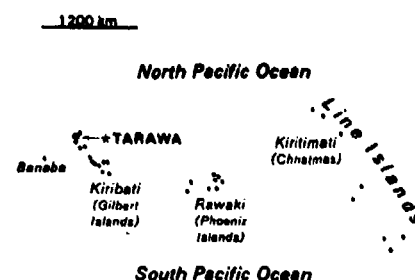 1200 km
North Pacific Ocean
Line Islands
★TARAWA
Kiritimati
(Christmas)
Banaba
Kiribati
(Gilbert
Islands)
Rawaki
(Phoenix
Islands)
South Pacific Ocean